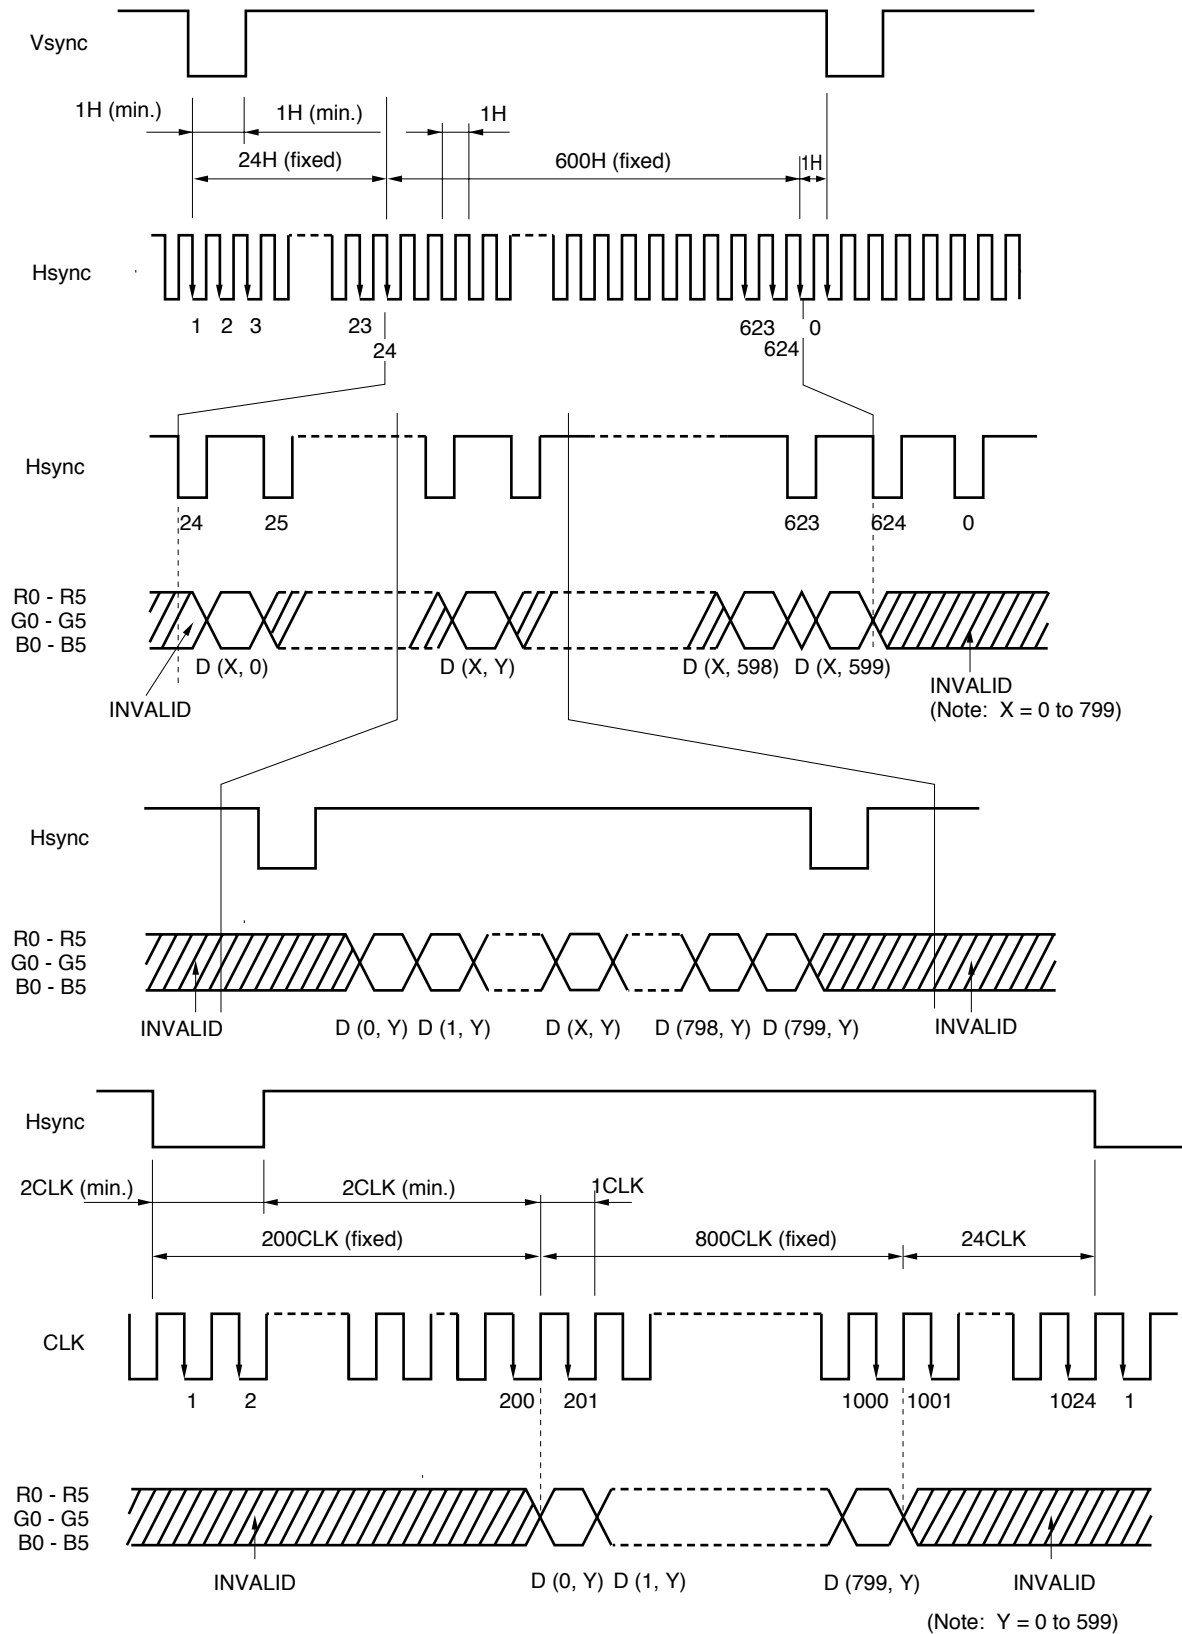 Vsync
1H (min.) 1H (min.) 1H
24H (fixed) 600H (fixed) 1H
Hsync
1 2 3 23 623 0
24 624
Hsync
24 25 623 624 0
R0 - R5
G0 - G5
B0 - B5
D (X, 0) D (X, Y) D (X, 598) D (X, 599)
INVALID INVALID
(Note: X = 0 to 799)
Hsync
R0 - R5
G0 - G5
B0 - B5
INVALID D (0, Y) D (1, Y) D (X, Y) D (798, Y) D (799, Y) INVALID
Hsync
2CLK (min.) 2CLK (min.) 1CLK
200CLK (fixed) 800CLK (fixed) 24CLK
CLK
1 2 200 201 1000 1001 1024 1
R0 - R5
G0 - G5
B0 - B5
INVALID D (0, Y) D (1, Y) D (799, Y) INVALID
(Note: Y = 0 to 599)